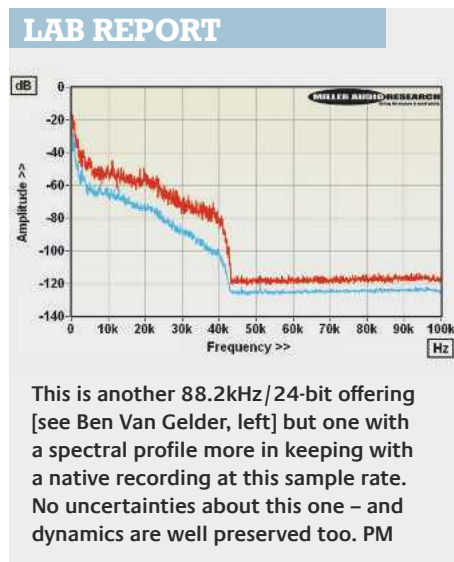 LAB REPORT
dB
MILLER AUDIO RESEARCH
0
-20
-40
-60
-80
-100
-120
-140
Amplitude >>
0 10k 20k 30k 40k 50k 60k 70k 80k 90k 100k
Frequency >>
Hz
This is another 88.2kHz/24-bit offering
[see Ben Van Gelder, left] but one with
a spectral profile more in keeping with
a native recording at this sample rate.
No uncertainties about this one – and
dynamics are well preserved too. PM